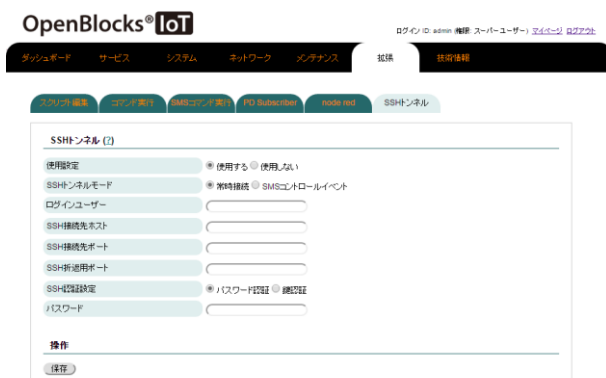 OpenBlocks® IoT
ログイン ID: admin (権限: スーパーユーザー) マイページ ログアウト
ダッシュボード サービス システム ネットワーク メンテナンス 拡張 技術情報
スクリプト編集 コマンド実行 SMSコマンド実行 PD Subscriber node red SSHトンネル
SSHトンネル (?)
使用設定 使用する 使用しない
SSHトンネルモード 常時接続 SMSコントロールイベント
ログインユーザー
SSH接続先ホスト
SSH接続先ポート
SSH折返用ポート
SSH認証設定 パスワード認証 鍵認証
パスワード
操作
保存